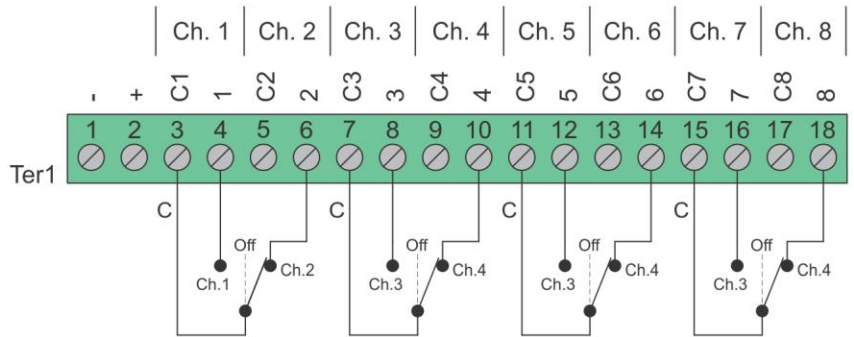 Ch. 1 Ch. 2 Ch. 3 Ch. 4 Ch. 5 Ch. 6 Ch. 7 Ch. 8
- + C1 1 C2 2 C3 3 C4 4 C5 5 C6 6 C7 7 C8 8
1 2 3 4 5 6 7 8 9 10 11 12 13 14 15 16 17 18
Ter1
C C C C
Off Off Off Off
Ch.1 Ch.2 Ch.3 Ch.4 Ch.3 Ch.4 Ch.3 Ch.4